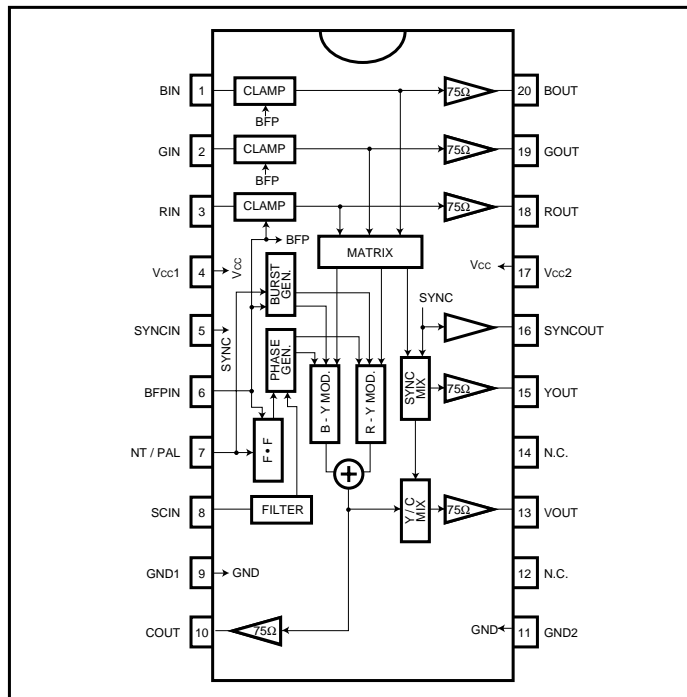 BIN 1 CLAMP 75Ω 20 BOUT
BFP
GIN 2 CLAMP 75Ω 19 GOUT
BFP
RIN 3 CLAMP 75Ω 18 ROUT
BFP
MATRIX
Vcc1 4 Vcc Vcc 17 Vcc2
BURST GEN.
SYNC
SYNCIN 5 SYNC 16 SYNCOUT
PHASE GEN.
BFPIN 6 B - Y MOD. R - Y MOD. SYNC MIX 75Ω 15 YOUT
NT / PAL 7 F • F 14 N.C.
+
SCIN 8 FILTER Y / C MIX 75Ω 13 VOUT
GND1 9 GND 12 N.C.
COUT 10 75Ω GND 11 GND2